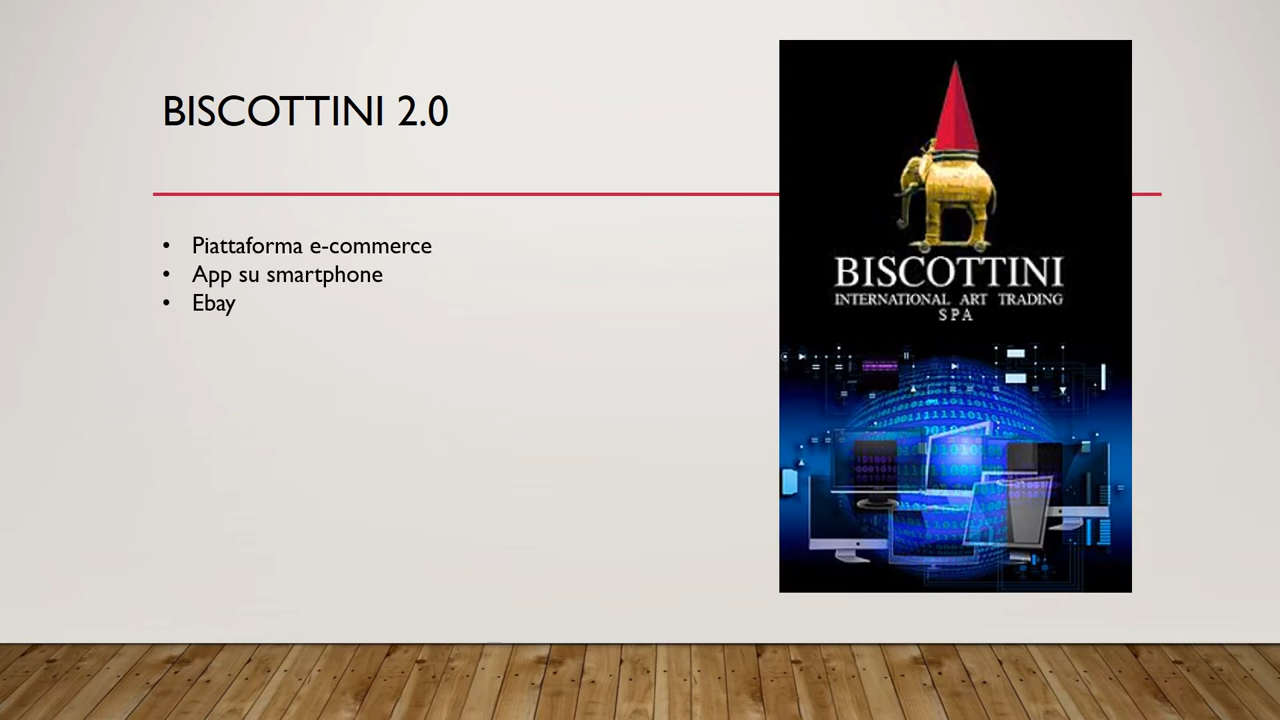 BISCOTTINI 2.0
• Piattaforma e-commerce
• App su smartphone
• Ebay
BISCOTTINI
INTERNATIONAL ART TRADING
SPA